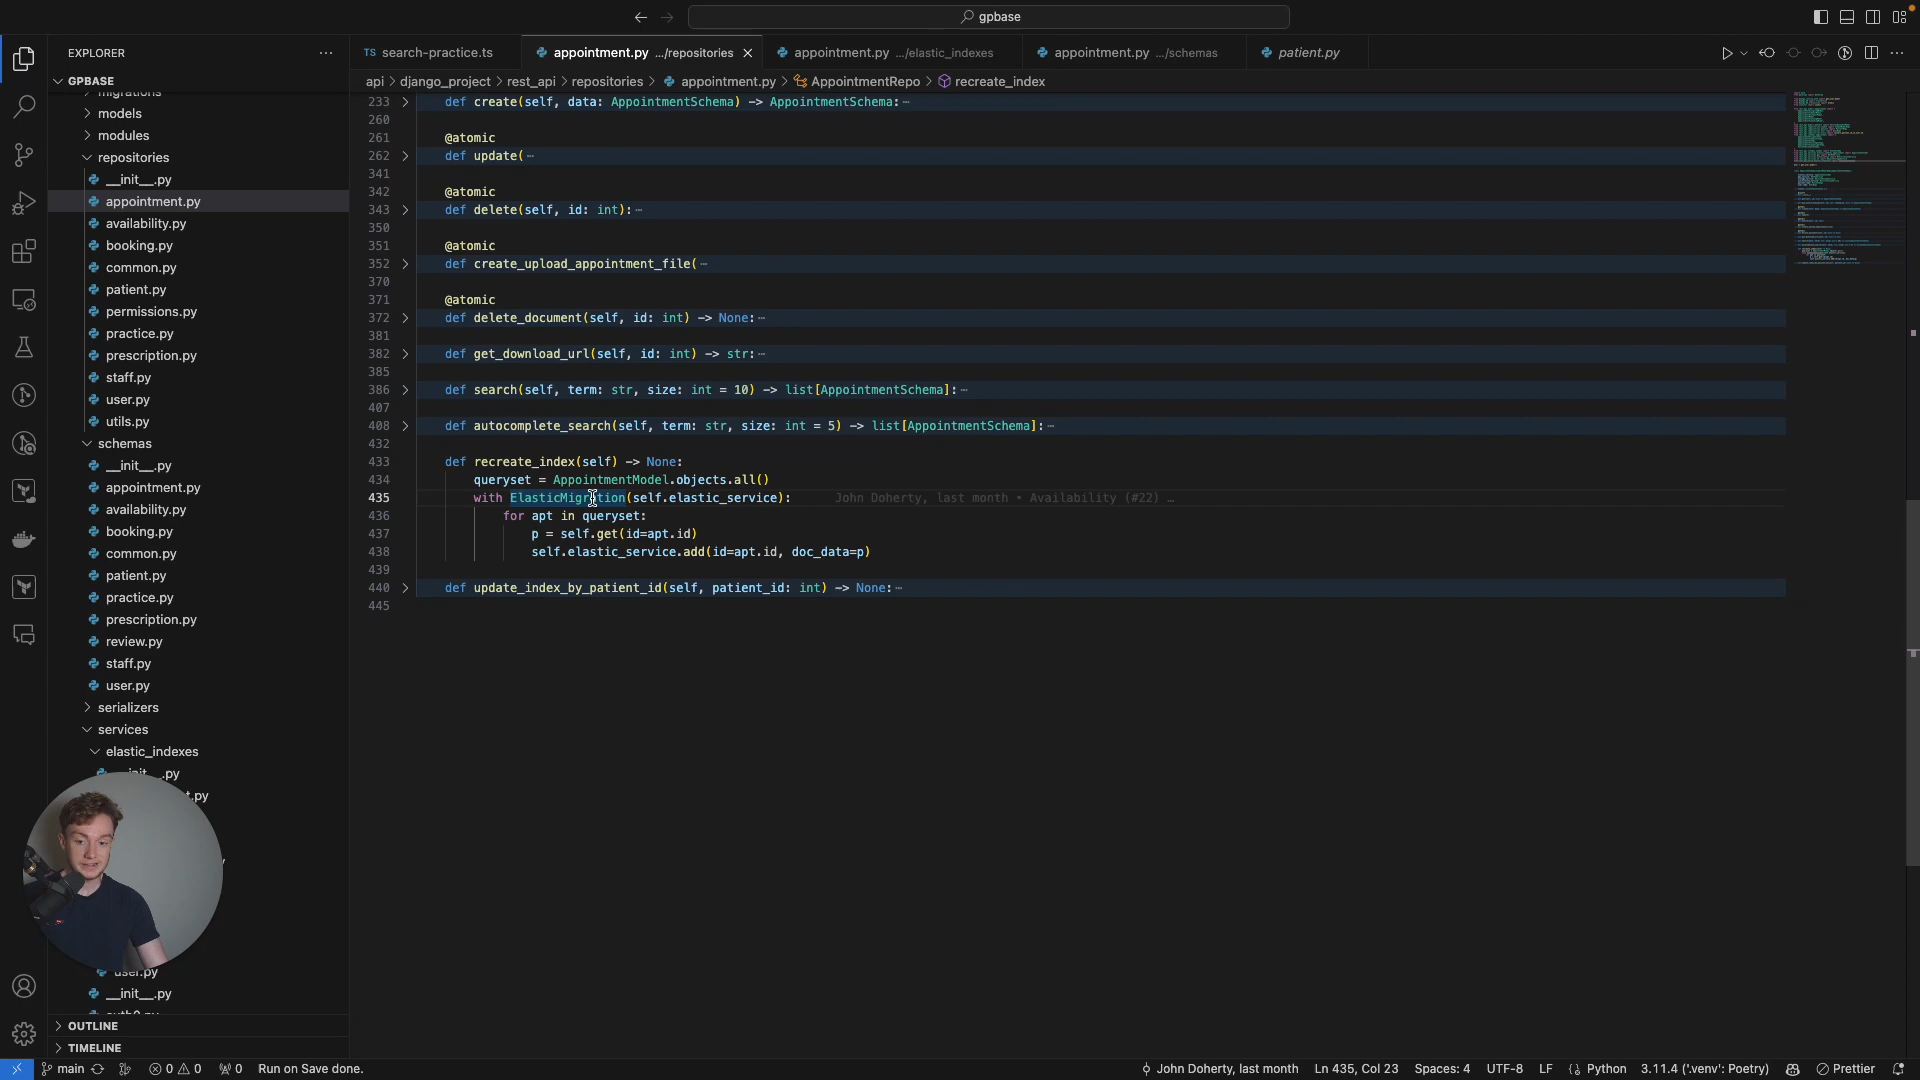 gpbase
EXPLORER
search-practice.ts
appointment.py .../repositories
appointment.py .../elastic_indexes
appointment.py .../schemas
patient.py
GPBASE
api > django_project > rest_api > repositories > appointment.py > AppointmentRepo > recreate_index
migrations
models
modules
repositories
__init__.py
appointment.py
availability.py
booking.py
common.py
patient.py
permissions.py
practice.py
prescription.py
staff.py
user.py
utils.py
schemas
__init__.py
appointment.py
availability.py
booking.py
common.py
patient.py
practice.py
prescription.py
review.py
staff.py
user.py
serializers
services
elastic_indexes
user.py
__init__.py
OUTLINE
TIMELINE
233 def create(self, data: AppointmentSchema) -> AppointmentSchema:
260
261 @atomic
262 def update(
341
342 @atomic
343 def delete(self, id: int):
350
351 @atomic
352 def create_upload_appointment_file(
370
371 @atomic
372 def delete_document(self, id: int) -> None:
381
382 def get_download_url(self, id: int) -> str:
385
386 def search(self, term: str, size: int = 10) -> list[AppointmentSchema]:
407
408 def autocomplete_search(self, term: str, size: int = 5) -> list[AppointmentSchema]:
432
433 def recreate_index(self) -> None:
434 queryset = AppointmentModel.objects.all()
435 with ElasticMigration(self.elastic_service): John Doherty, last month • Availability (#22) …
436 for apt in queryset:
437 p = self.get(id=apt.id)
438 self.elastic_service.add(id=apt.id, doc_data=p)
439
440 def update_index_by_patient_id(self, patient_id: int) -> None:
445
main 0 0 0 Run on Save done.
John Doherty, last month Ln 435, Col 23 Spaces: 4 UTF-8 LF Python 3.11.4 ('.venv': Poetry) Prettier